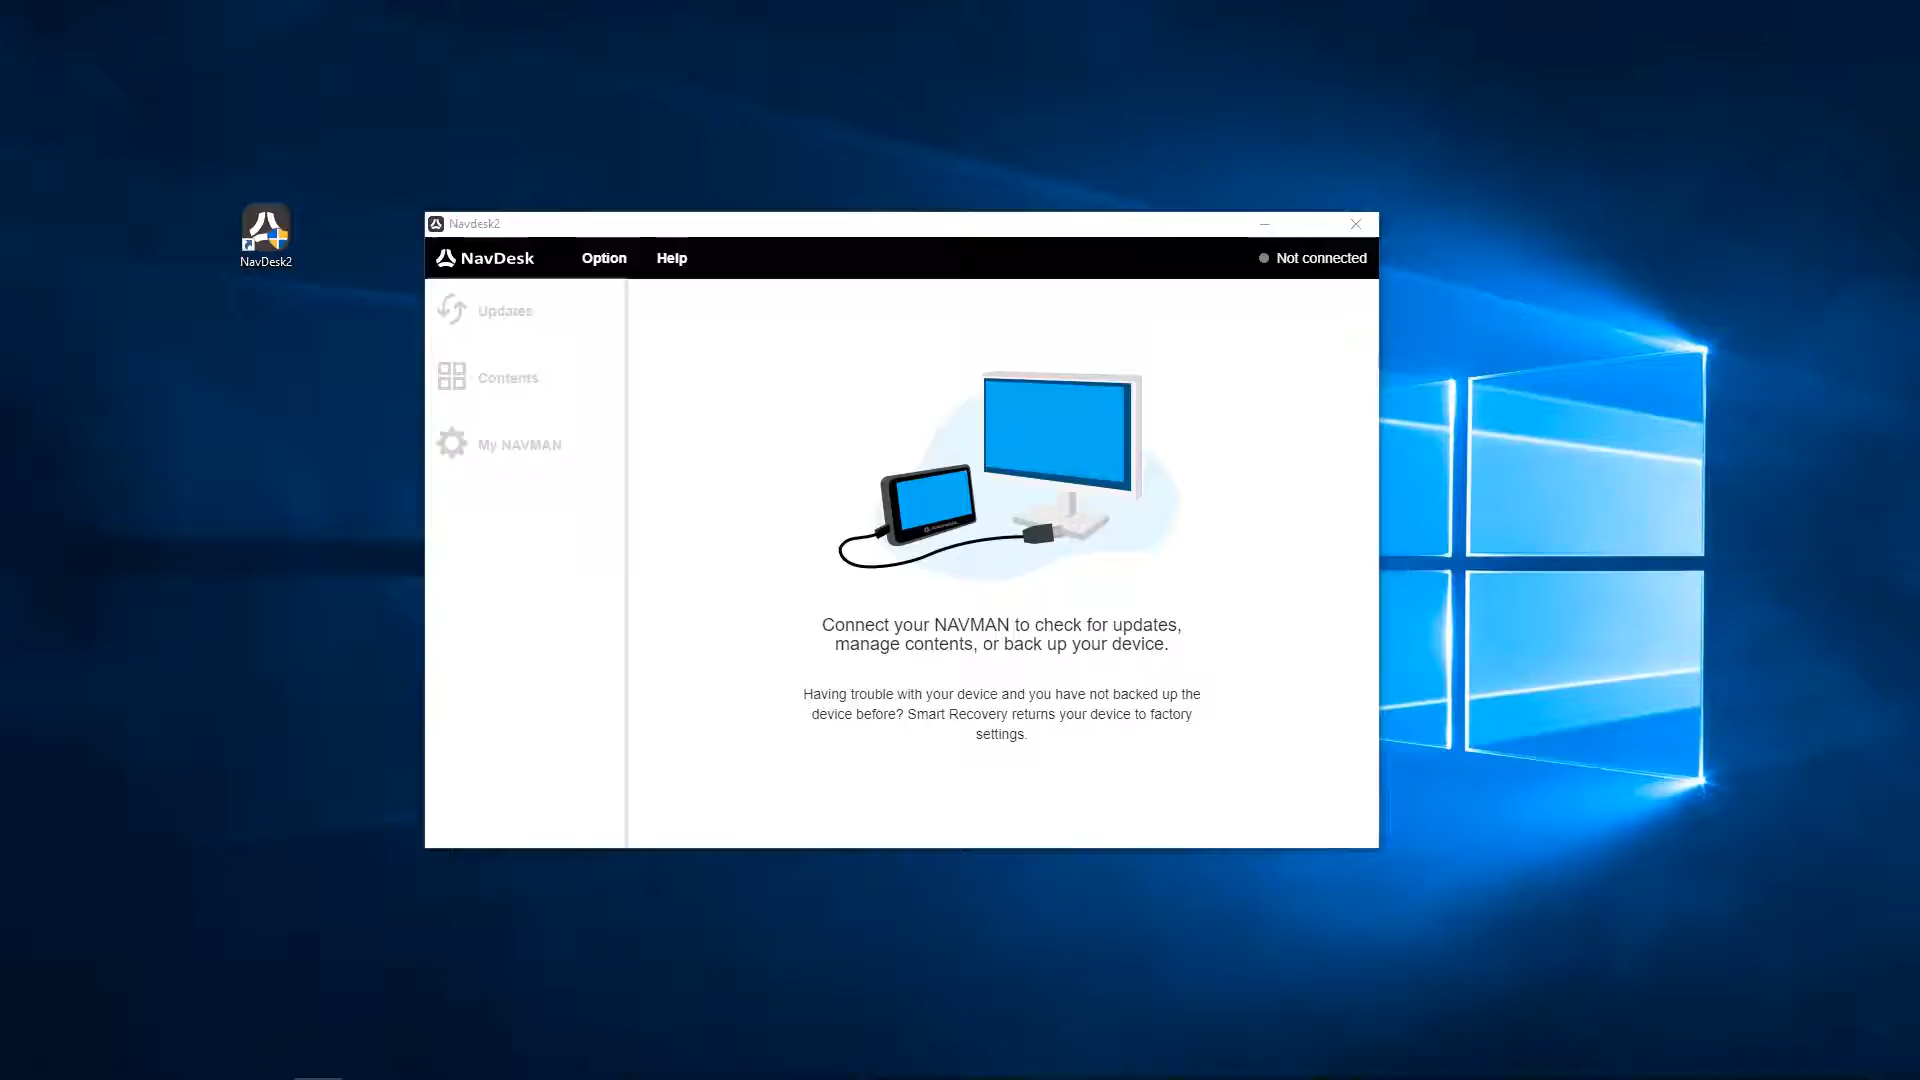 NavDesk2
Navdesk2
NavDesk
Option
Help
Not connected
Updates
Contents
My NAVMAN
Connect your NAVMAN to check for updates,
manage contents, or back up your device.
Having trouble with your device and you have not backed up the
device before? Smart Recovery returns your device to factory
settings.